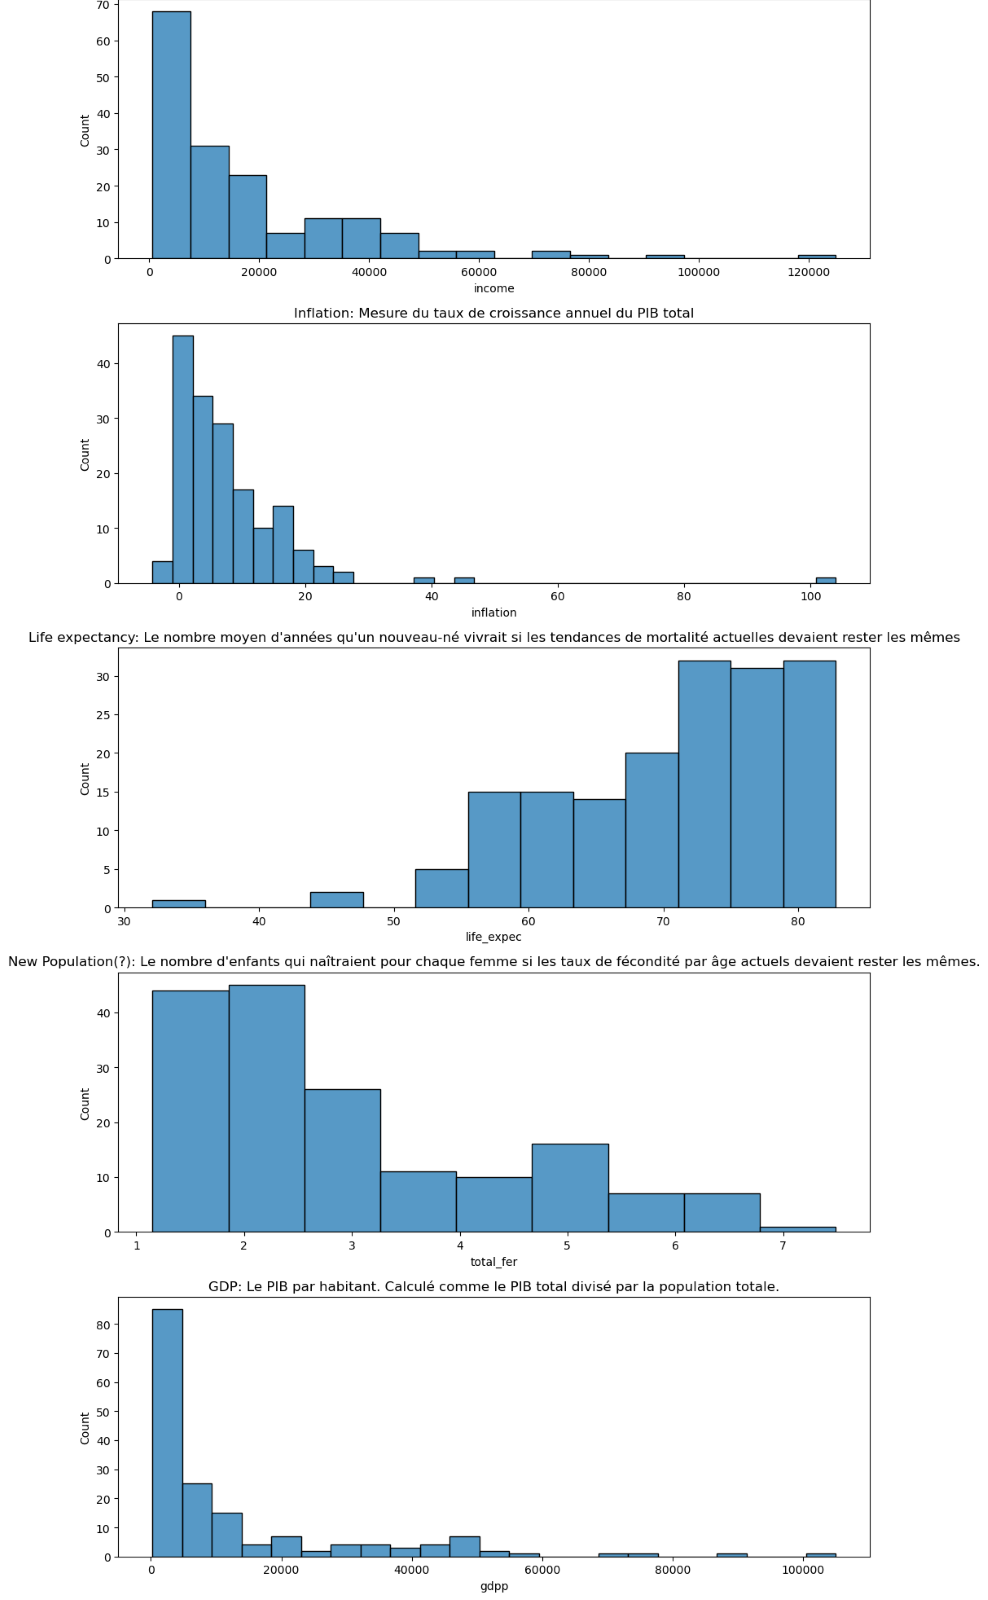 70
60
50
40
30
20
10
0
Count
0 20000 40000 60000 80000 100000 120000
income
Inflation: Mesure du taux de croissance annuel du PIB total
40
30
20
10
0
Count
0 20 40 60 80 100
inflation
Life expectancy: Le nombre moyen d'années qu'un nouveau-né vivrait si les tendances de mortalité actuelles devaient rester les mêmes
30
25
20
15
10
5
0
Count
30 40 50 60 70 80
life_expec
New Population(?): Le nombre d'enfants qui naîtraient pour chaque femme si les taux de fécondité par âge actuels devaient rester les mêmes.
40
30
20
10
0
Count
1 2 3 4 5 6 7
total_fer
GDP: Le PIB par habitant. Calculé comme le PIB total divisé par la population totale.
80
70
60
50
40
30
20
10
0
Count
0 20000 40000 60000 80000 100000
gdpp